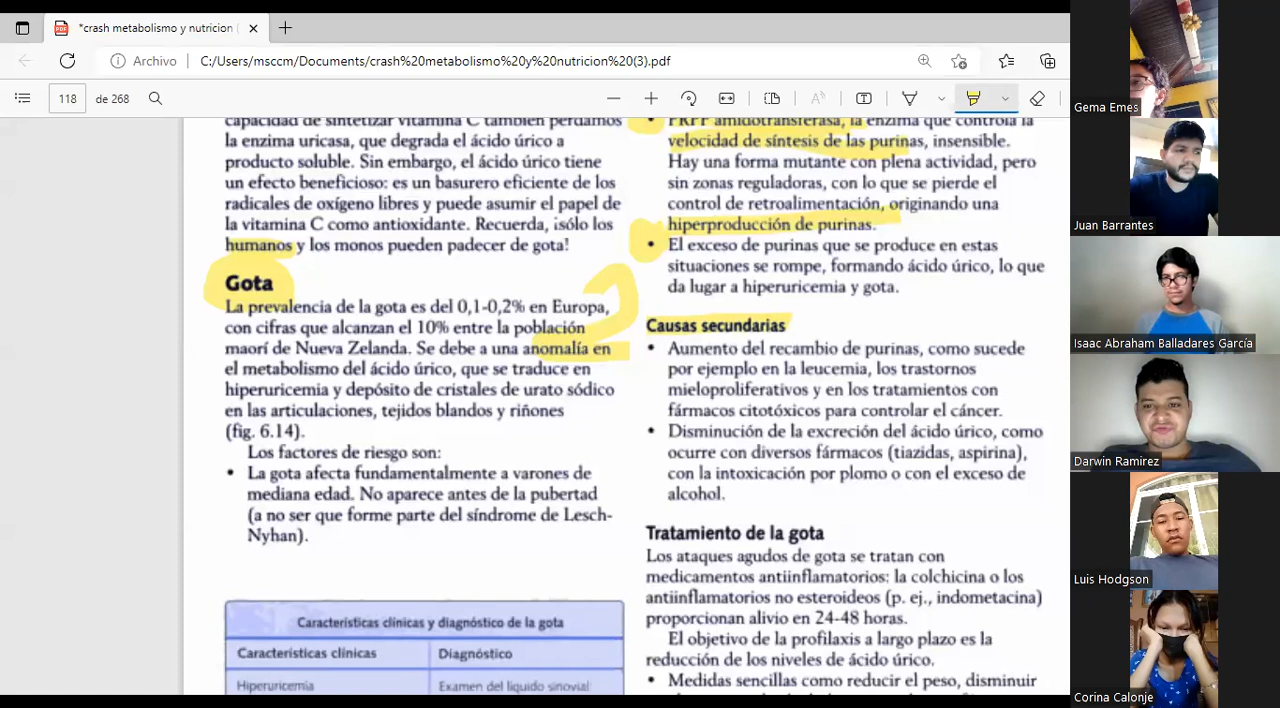 *crash metabolismo y nutricion (
Archivo
C:/Users/msccm/Documents/crash%20metabolismo%20y%20nutricion%20(3).pdf
118
de 268
capacidad de sintetizar vitamina C también perdamos
la enzima uricasa, que degrada el ácido úrico a
producto soluble. Sin embargo, el ácido úrico tiene
un efecto beneficioso: es un basurero eficiente de los
radicales de oxígeno libres y puede asumir el papel de
la vitamina C como antioxidante. Recuerda, ¡sólo los
humanos y los monos pueden padecer de gota!
Gota
La prevalencia de la gota es del 0,1-0,2% en Europa,
con cifras que alcanzan el 10% entre la población
maorí de Nueva Zelanda. Se debe a una anomalía en
el metabolismo del ácido úrico, que se traduce en
hiperuricemia y depósito de cristales de urato sódico
en las articulaciones, tejidos blandos y riñones
(fig. 6.14).
Los factores de riesgo son:
• La gota afecta fundamentalmente a varones de
mediana edad. No aparece antes de la pubertad
(a no ser que forme parte del síndrome de Lesch-
Nyhan).
Características clínicas y diagnóstico de la gota
Características clínicas
Diagnóstico
Hiperuricemia
Examen del líquido sinovial:
2
• PRPP amidotransferasa, la enzima que controla la
velocidad de síntesis de las purinas, insensible.
Hay una forma mutante con plena actividad, pero
sin zonas reguladoras, con lo que se pierde el
control de retroalimentación, originando una
hiperproducción de purinas.
• El exceso de purinas que se produce en estas
situaciones se rompe, formando ácido úrico, lo que
da lugar a hiperuricemia y gota.
Causas secundarias
• Aumento del recambio de purinas, como sucede
por ejemplo en la leucemia, los trastornos
mieloproliferativos y en los tratamientos con
fármacos citotóxicos para controlar el cáncer.
• Disminución de la excreción del ácido úrico, como
ocurre con diversos fármacos (tiazidas, aspirina),
con la intoxicación por plomo o con el exceso de
alcohol.
Tratamiento de la gota
Los ataques agudos de gota se tratan con
medicamentos antiinflamatorios: la colchicina o los
antiinflamatorios no esteroideos (p. ej., indometacina)
proporcionan alivio en 24-48 horas.
El objetivo de la profilaxis a largo plazo es la
reducción de los niveles de ácido úrico.
• Medidas sencillas como reducir el peso, disminuir
Gema Emes
Juan Barrantes
Isaac Abraham Balladares García
Darwin Ramirez
Luis Hodgson
Corina Calonje